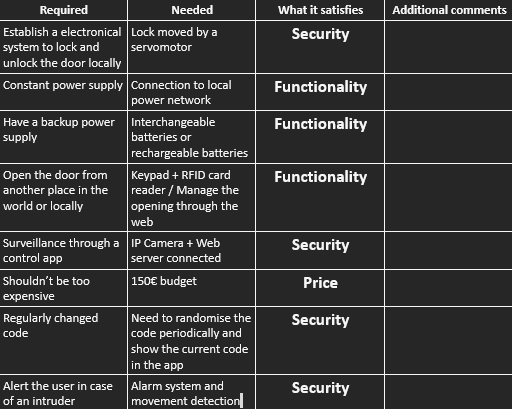 Required Needed What it satisfies Additional comments
Establish a electronical
system to lock and
unlock the door locally
Lock moved by a
servomotor
Security
Constant power supply
Connection to local
power network
Functionality
Have a backup power
supply
Interchangeable
batteries or
rechargeable batteries
Functionality
Open the door from
another place in the
world or locally
Keypad + RFID card
reader / Manage the
opening through the
web
Functionality
Surveillance through a
control app
IP Camera + Web
server connected
Security
Shouldn't be too
expensive
150€ budget
Price
Regularly changed
code
Need to randomise the
code periodically and
show the current code
in the app
Security
Alert the user in case
of an intruder
Alarm system and
movement detection
Security